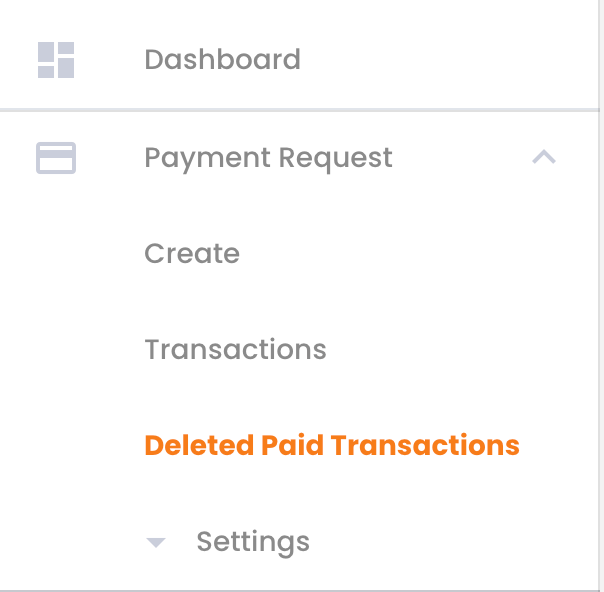 Dashboard
Payment Request
Create
Transactions
Deleted Paid Transactions
Settings